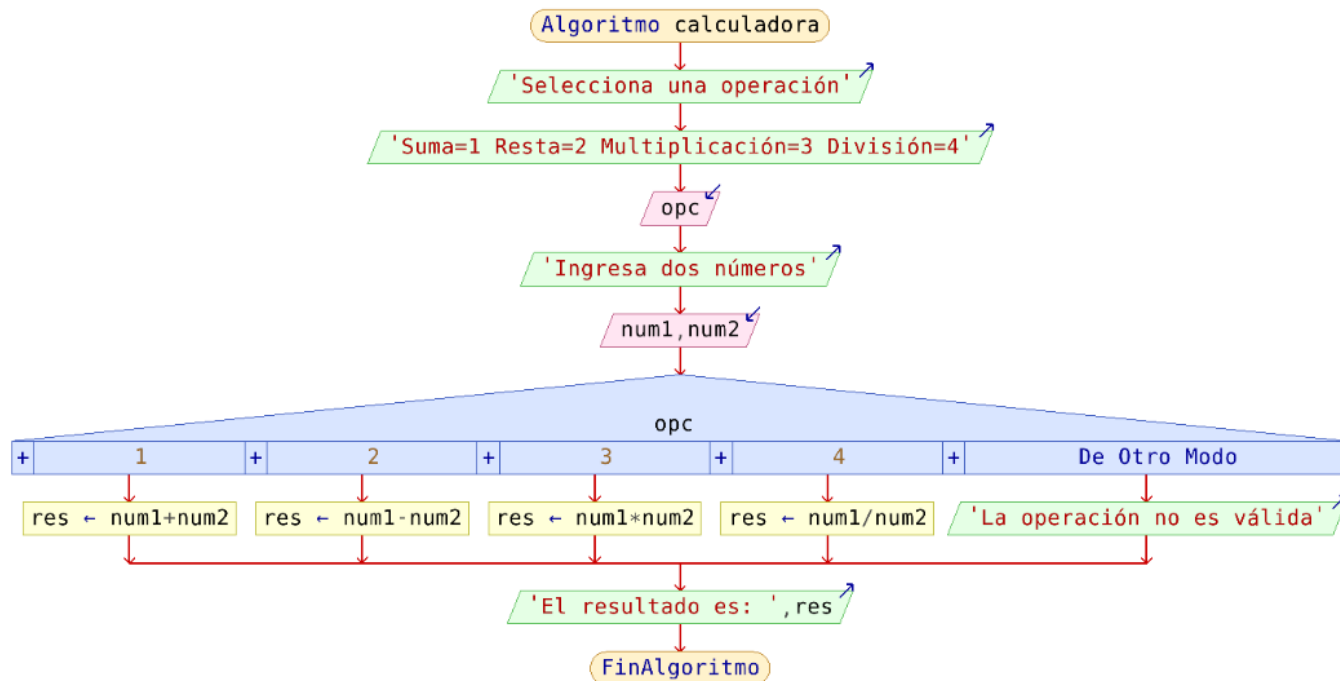 Algoritmo calculadora
'Selecciona una operación'
'Suma=1 Resta=2 Multiplicación=3 División=4'
opc
'Ingresa dos números'
num1,num2
opc
+ 1 + 2 + 3 + 4 + De Otro Modo
res ← num1+num2 res ← num1-num2 res ← num1*num2 res ← num1/num2 'La operación no es válida'
'El resultado es: ',res
FinAlgoritmo